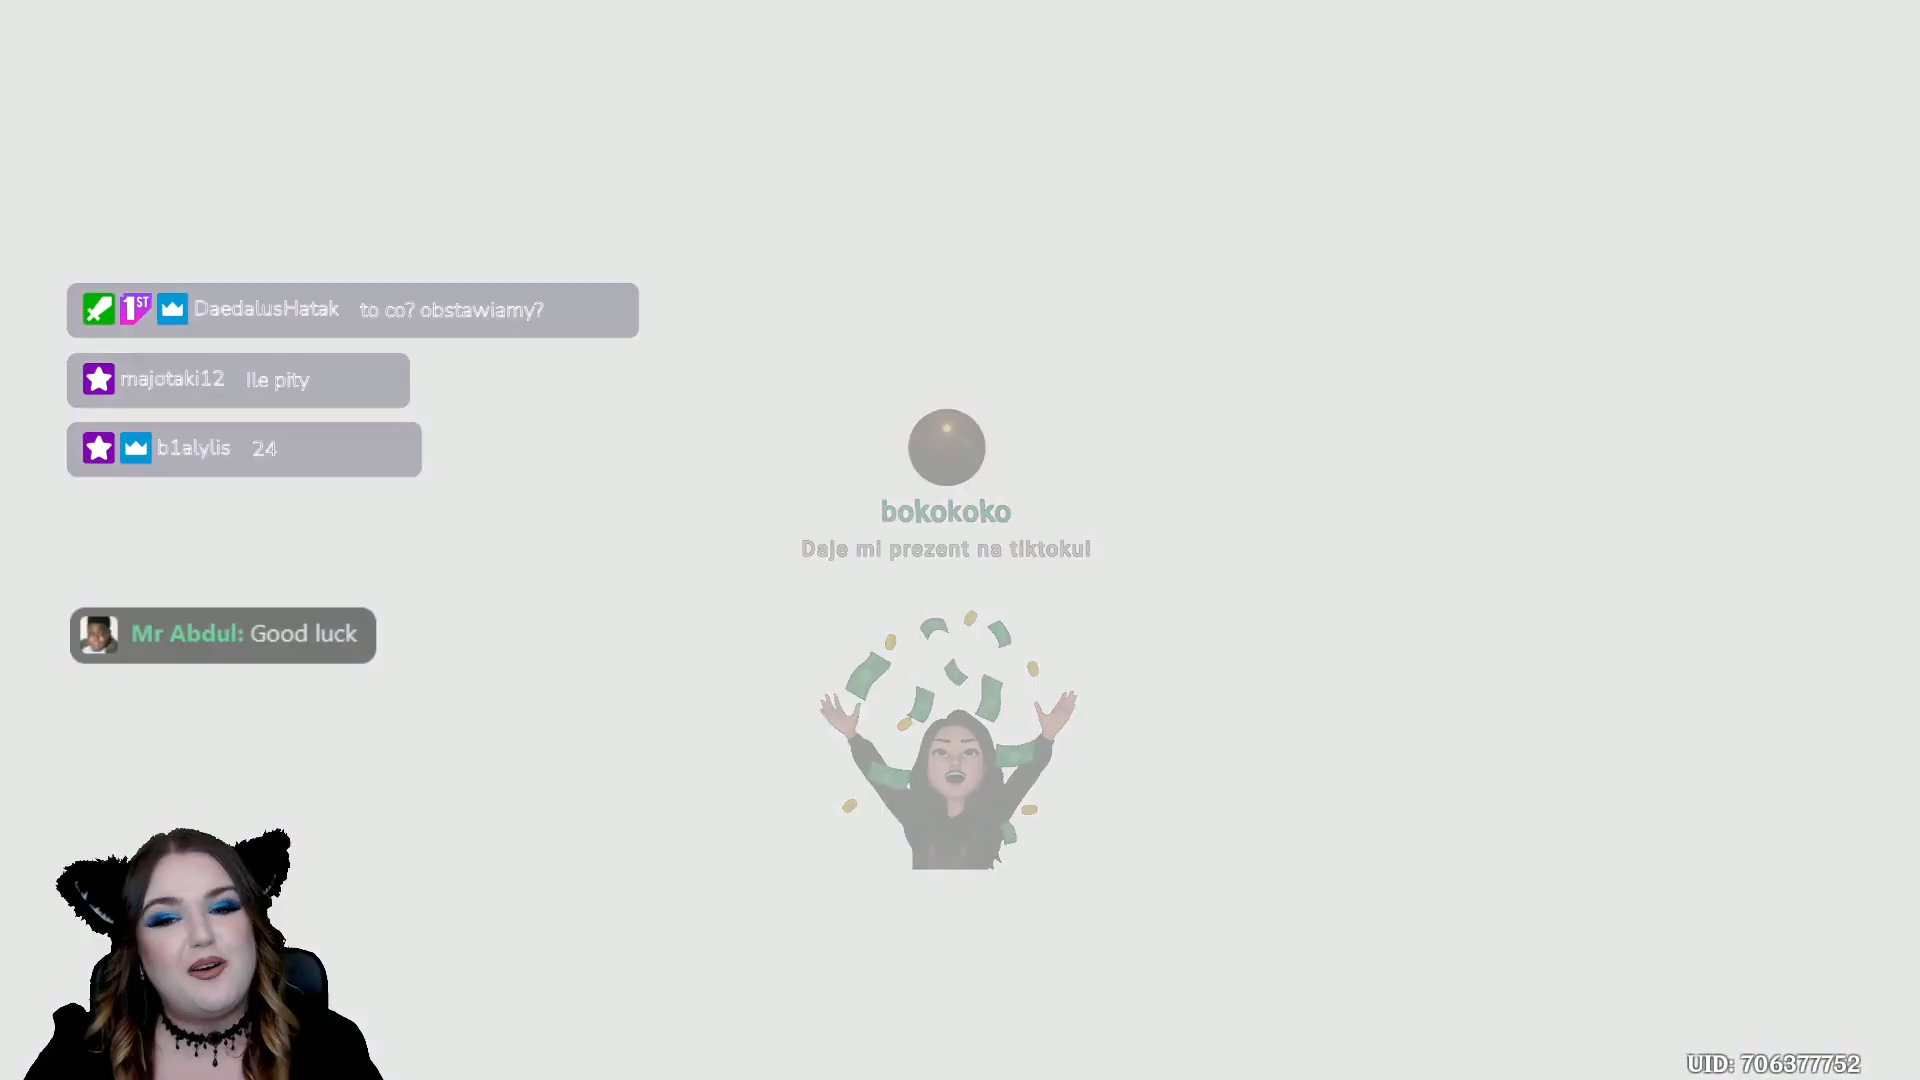 1ST DaedalusHatak to co? obstawiamy?
majotaki12 Ile pity
b1alylis 24
bokokoko
Daje mi prezent na tiktoku!
Mr Abdul: Good luck
UID: 706377752